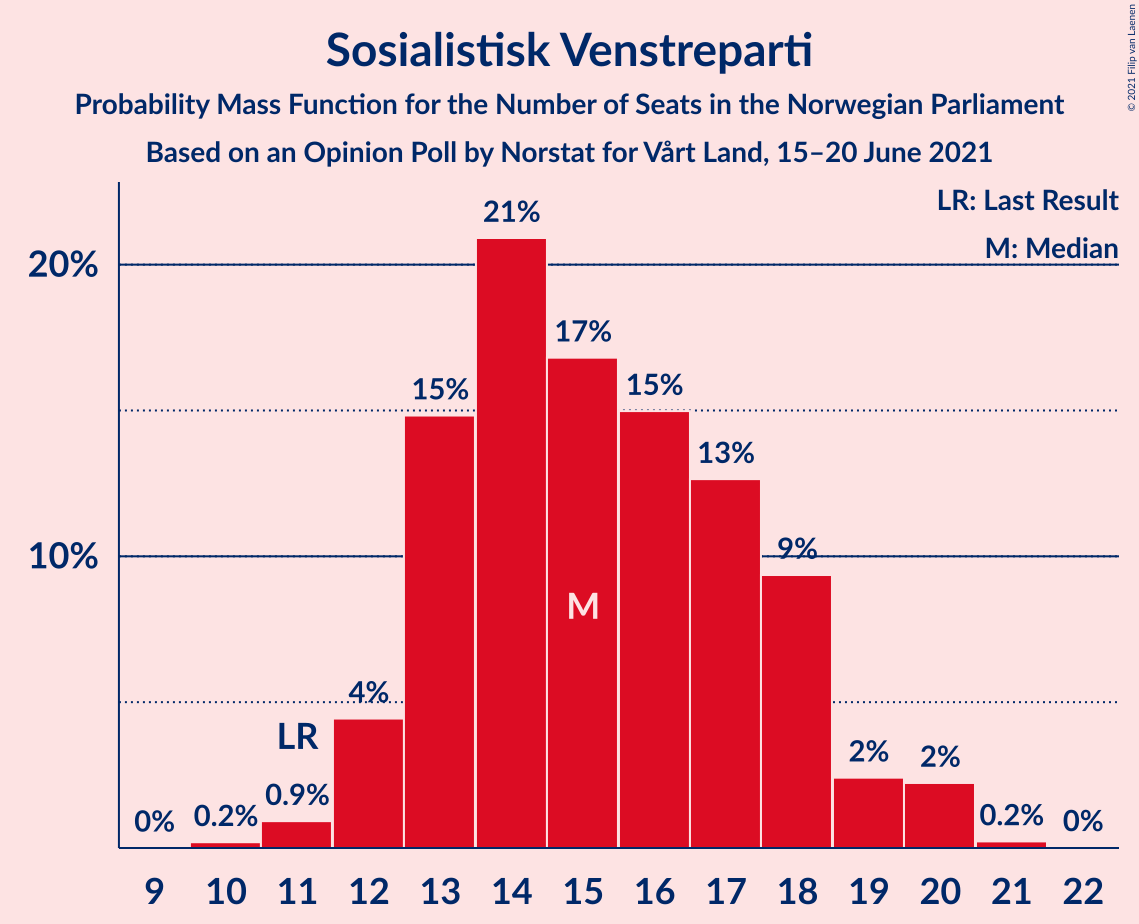 Sosialistisk Venstreparti
Probability Mass Function for the Number of Seats in the Norwegian Parliament
Based on an Opinion Poll by Norstat for Vårt Land, 15–20 June 2021
© 2021 Filip van Laenen
LR: Last Result
M: Median
20%
10%
0%
0.2%
0.9%
LR
4%
15%
21%
17%
M
15%
13%
9%
2%
2%
0.2%
0%
9 10 11 12 13 14 15 16 17 18 19 20 21 22